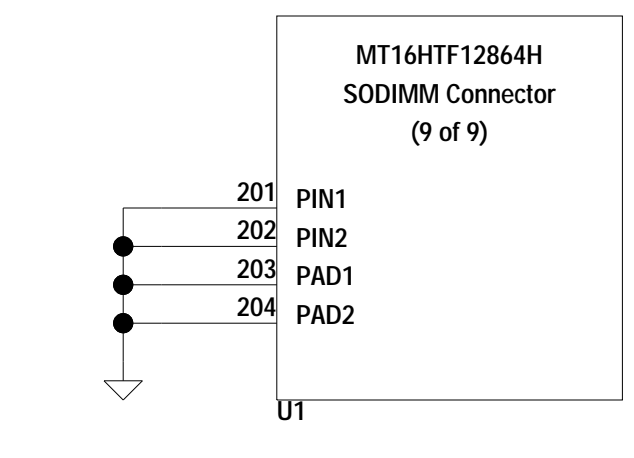 MT16HTF12864H
SODIMM Connector
(9 of 9)
201 PIN1
202 PIN2
203 PAD1
204 PAD2
U1